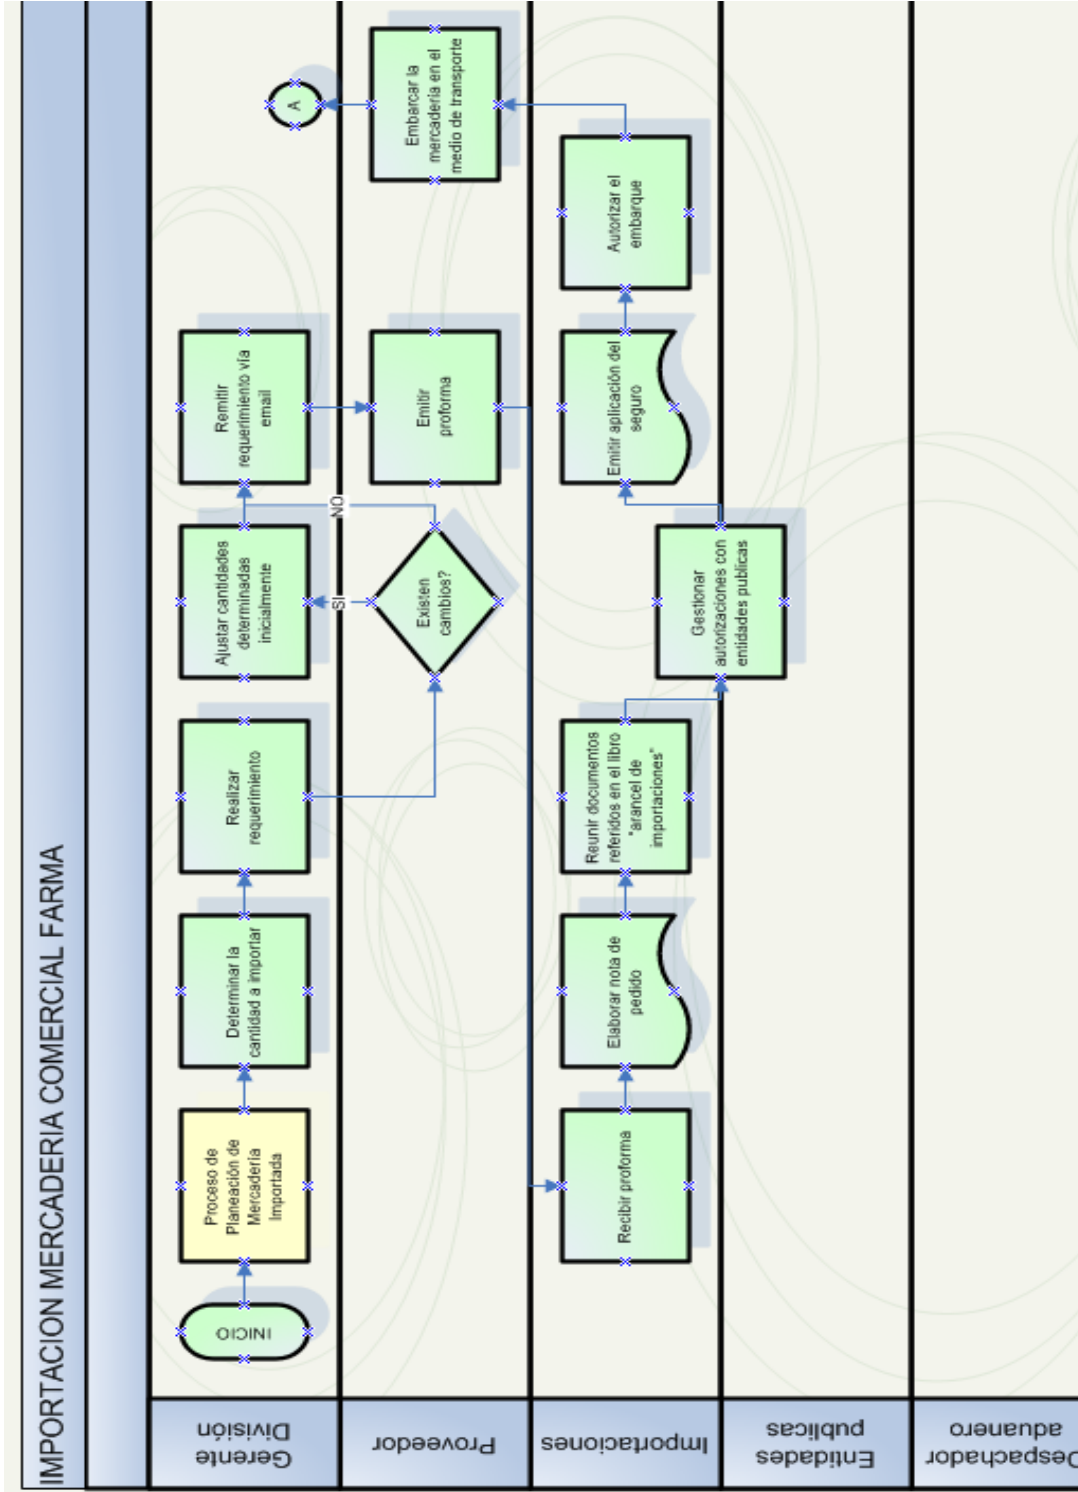 IMPORTACION MERCADERIA COMERCIAL FARMA
Gerente
División
INICIO
Proceso de
Planeación de
Mercadería
Importada
Determinar la
cantidad a importar
Realizar
requerimiento
Ajustar cantidades
determinadas
inicialmente
Remitir
requerimiento vía
email
A
Proveedor
Existen
cambios?
SI
NO
Emitir
proforma
Embarcar la
mercadería en el
medio de transporte
Importaciones
Recibir proforma
Elaborar nota de
pedido
Reunir documentos
referidos en el libro
"arancel de
importaciones"
Emitir aplicación del
seguro
Autorizar el
embarque
Entidades
publicas
Gestionar
autorizaciones con
entidades publicas
Despachador
aduanero